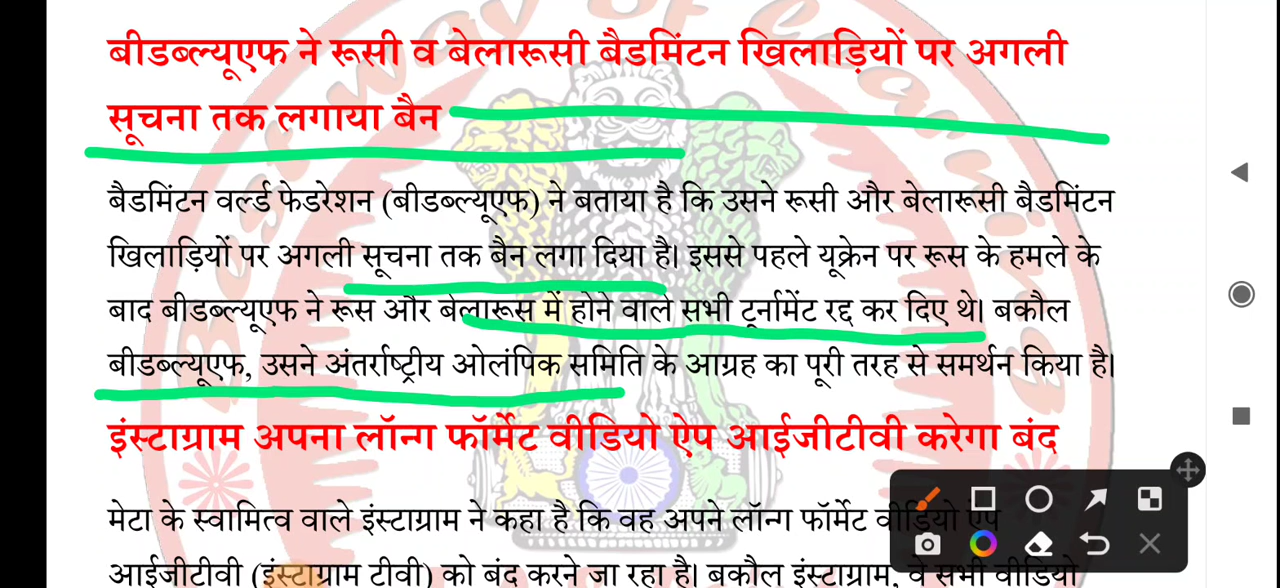 बीडब्ल्यूएफ ने रूसी व बेलारूसी बैडमिंटन खिलाड़ियों पर अगली
सूचना तक लगाया बैन
बैडमिंटन वर्ल्ड फेडरेशन (बीडब्ल्यूएफ) ने बताया है कि उसने रूसी और बेलारूसी बैडमिंटन
खिलाड़ियों पर अगली सूचना तक बैन लगा दिया है। इससे पहले यूक्रेन पर रूस के हमले के
बाद बीडब्ल्यूएफ ने रूस और बेलारूस में होने वाले सभी टूर्नामेंट रद्द कर दिए थे। बकौल
बीडब्ल्यूएफ, उसने अंतर्राष्ट्रीय ओलंपिक समिति के आग्रह का पूरी तरह से समर्थन किया है।
इंस्टाग्राम अपना लॉन्ग फॉर्मेट वीडियो ऐप आईजीटीवी करेगा बंद
मेटा के स्वामित्व वाले इंस्टाग्राम ने कहा है कि वह अपने लॉन्ग फॉर्मेट वीडियो ऐप
आईजीटीवी (इंस्टाग्राम टीवी) को बंद करने जा रहा है। बकौल इंस्टाग्राम, वे सभी वीडियो